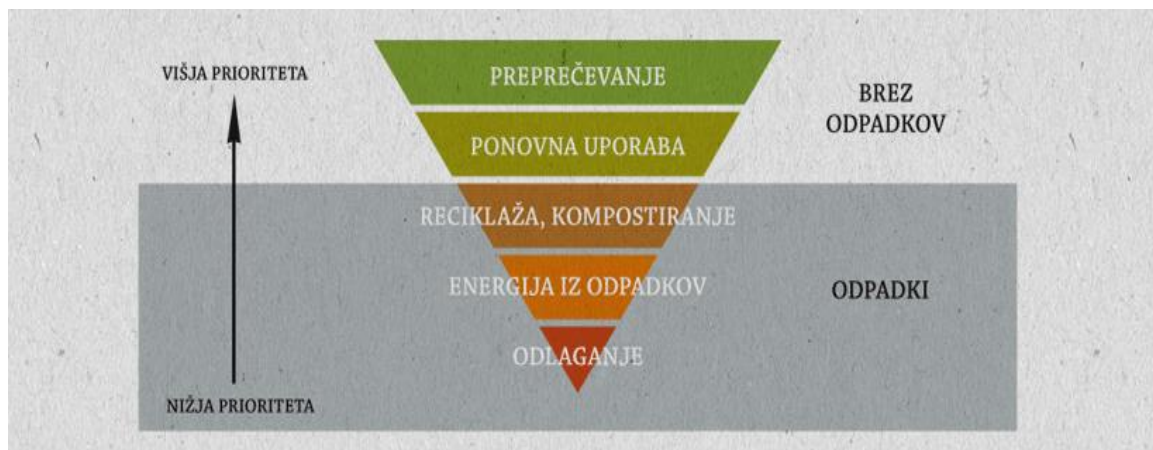 VIŠJA PRIORITETA
PREPREČEVANJE
BREZ
ODPADKOV
PONOVNA UPORABA
RECIKLAŽA, KOMPOSTIRANJE
ENERGIJA IZ ODPADKOV
ODPADKI
ODLAGANJE
NIŽJA PRIORITETA